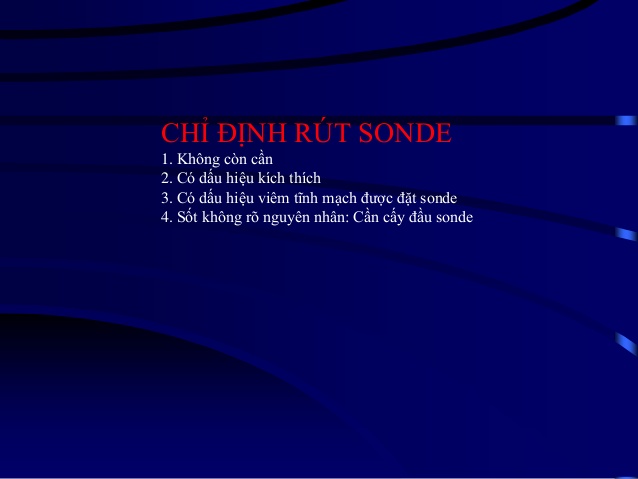 CHỈ ĐỊNH RÚT SONDE
1. Không còn cần
2. Có dấu hiệu kích thích
3. Có dấu hiệu viêm tĩnh mạch được đặt sonde
4. Sốt không rõ nguyên nhân: Cần cấy đầu sonde